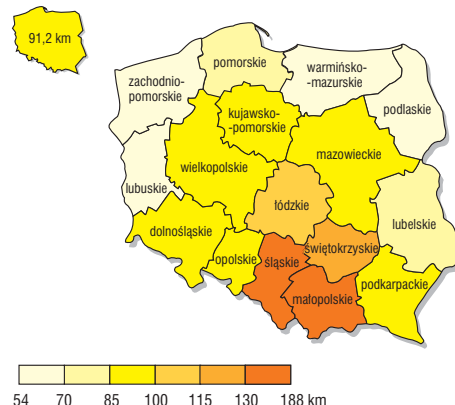 91,2 km
pomorskie
warmińsko-
-mazurskie
zachodnio-
-pomorskie
podlaskie
kujawsko-
-pomorskie
mazowieckie
wielkopolskie
lubuskie
łódzkie
lubelskie
dolnośląskie
świętokrzyskie
opolskie
śląskie
podkarpackie
małopolskie
54 70 85 100 115 130 188 km